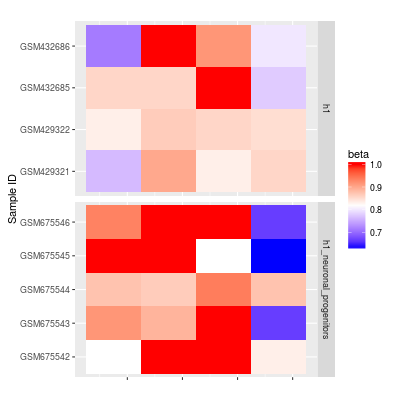 GSM432686
GSM432685
GSM429322
GSM429321
h1
GSM675546
GSM675545
GSM675544
GSM675543
GSM675542
h1_neuronal_progenitors
Sample ID
beta
1.0
0.9
0.8
0.7